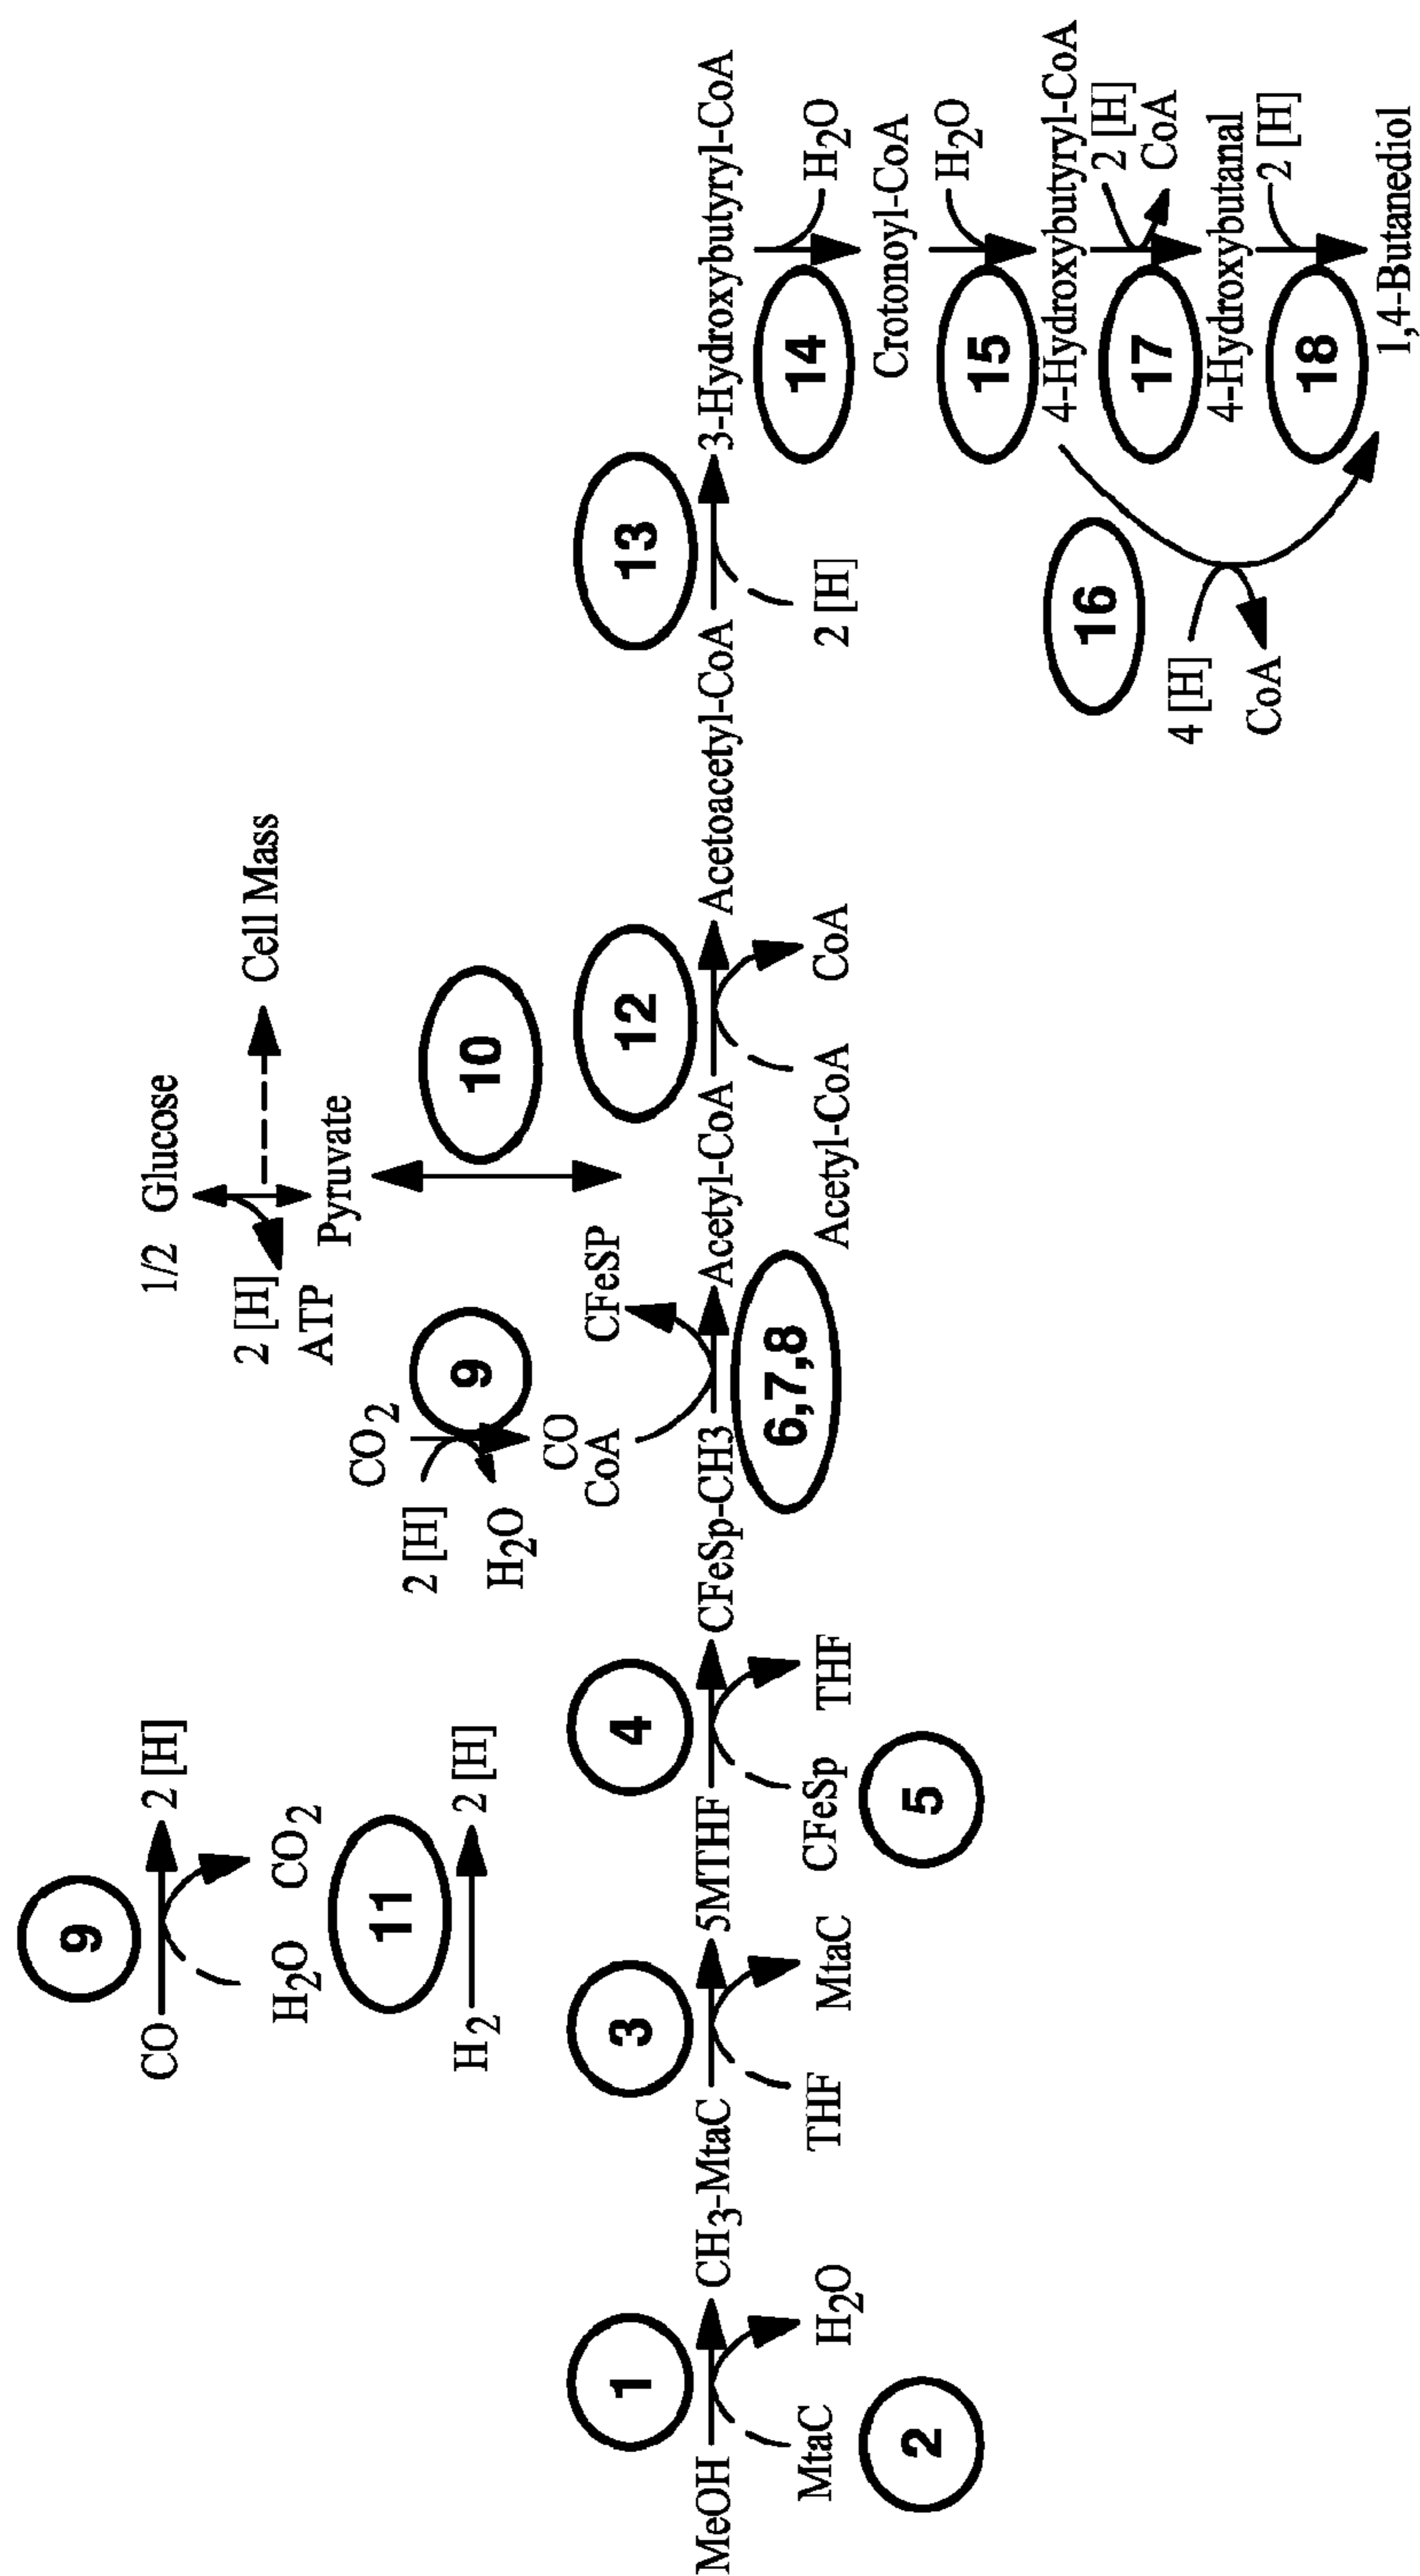 9
CO
2 [H]
H2O
CO2
11
H2
2 [H]
1/2 Glucose
2 [H]
ATP
Cell Mass
Pyruvate
CO2
9
2 [H]
H2O
CO
CoA
CFeSP
10
1
MeOH
MtaC
2
H2O
CH3-MtaC
3
THF
MtaC
5MTHF
4
CFeSp
5
THF
CFeSp-CH3
6,7,8
Acetyl-CoA
12
Acetyl-CoA
CoA
Acetoacetyl-CoA
13
2 [H]
3-Hydroxybutyryl-CoA
14
H2O
Crotonoyl-CoA
15
H2O
4-Hydroxybutyryl-CoA
16
4 [H]
CoA
17
2 [H]
CoA
4-Hydroxybutanal
18
2 [H]
1,4-Butanediol